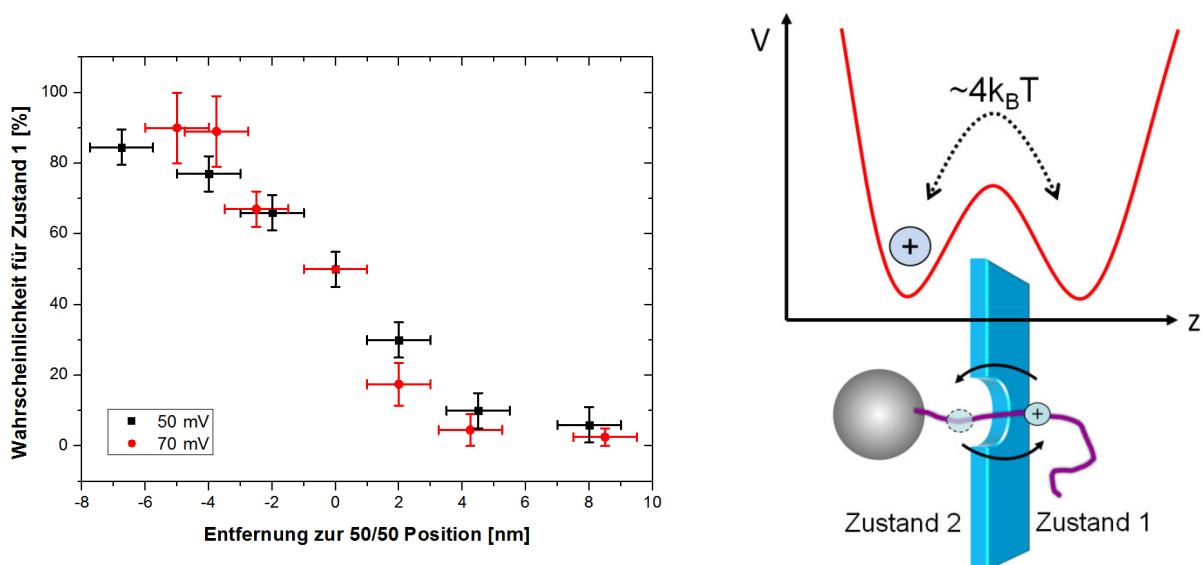 Wahrscheinlichkeit für Zustand 1 [%]
100
80
60
40
20
0
50 mV
70 mV
-8 -6 -4 -2 0 2 4 6 8 10
Entfernung zur 50/50 Position [nm]
V
~4kBT
+
z
+
Zustand 2 Zustand 1